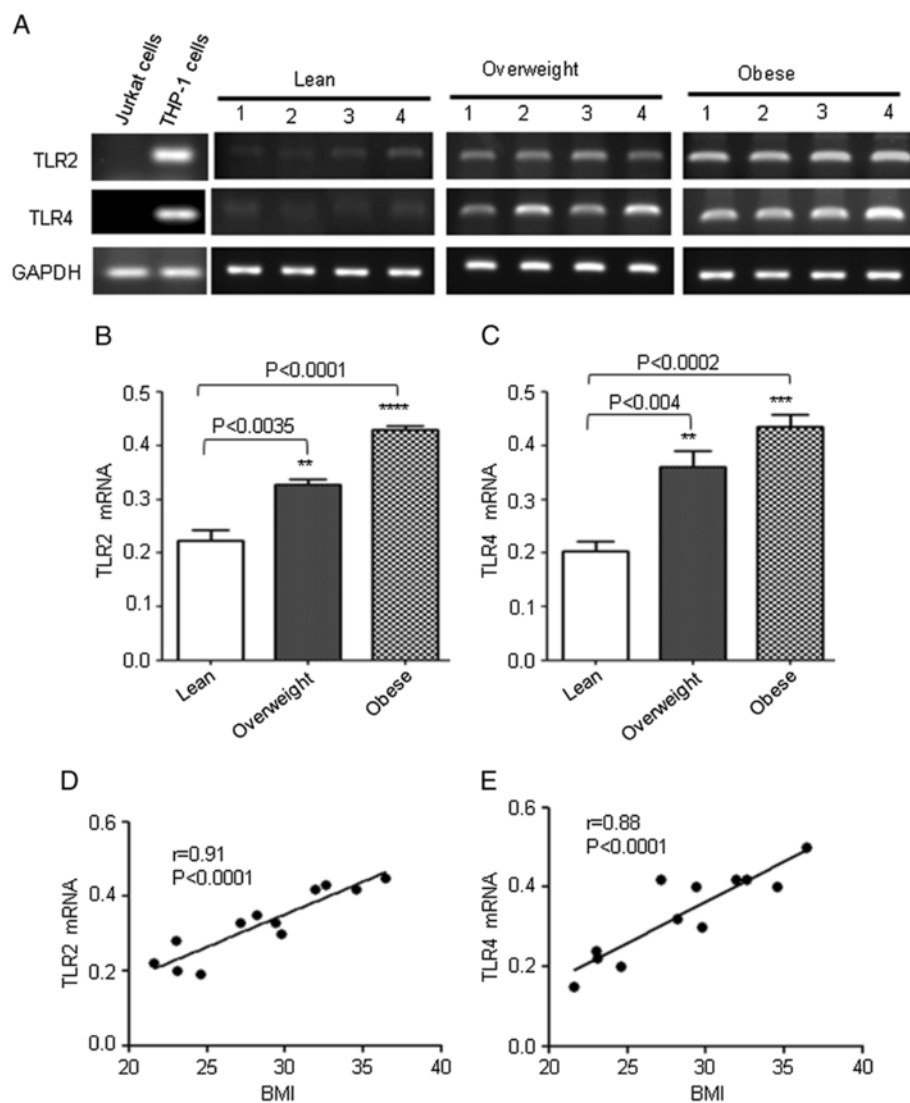 A
Jurkat cells
THP-1 cells
Lean
Overweight
Obese
1 2 3 4
1 2 3 4
1 2 3 4
TLR2
TLR4
GAPDH
B
P<0.0001
P<0.0035
**
****
TLR2 mRNA
0.5
0.4
0.3
0.2
0.1
0.0
Lean
Overweight
Obese
C
P<0.0002
P<0.004
**
***
TLR4 mRNA
0.5
0.4
0.3
0.2
0.1
0.0
Lean
Overweight
Obese
D
r=0.91
P<0.0001
TLR2 mRNA
0.6
0.4
0.2
0.0
20 25 30 35 40
BMI
E
r=0.88
P<0.0001
TLR4 mRNA
0.6
0.4
0.2
0.0
20 25 30 35 40
BMI